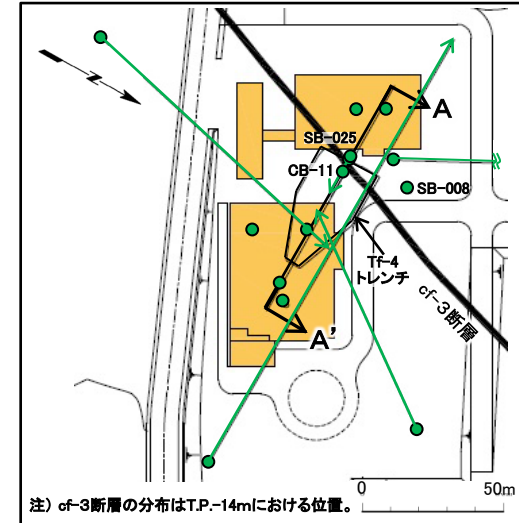 N
A
SB-025
CB-11
SB-008
Tf-4
トレンチ
cf-3断層
A'
0 50m
注) cf-3断層の分布はT.P.-14mにおける位置。